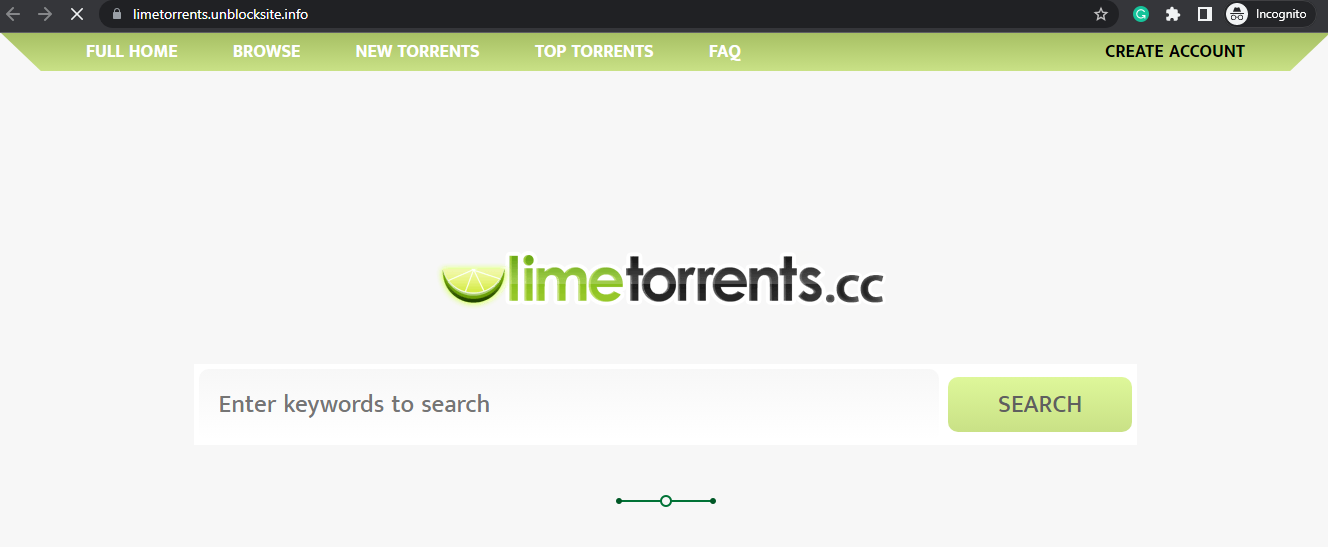 limetorrents.unblocksite.info
Incognito
FULL HOME BROWSE NEW TORRENTS TOP TORRENTS FAQ CREATE ACCOUNT
limetorrents.cc
Enter keywords to search SEARCH